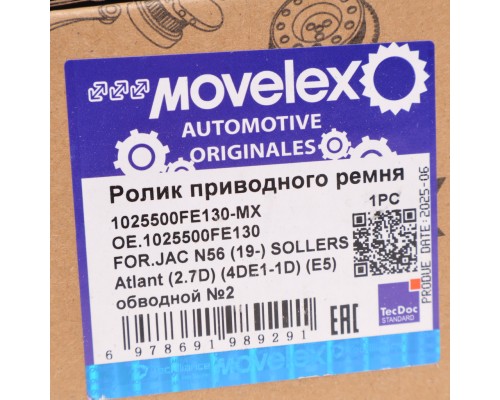 MOVELEX
AUTOMOTIVE
ORIGINALES
Ролик приводного ремня
1025500FE130-MX
OE.1025500FE130
FOR.JAC N56 (19-) SOLLERS
Atlant (2.7D) (4DE1-1D) (E5)
обводной №2
1PC
PRODUE DATE:2025-06
6 978691 989291
EAC
TecDoc
STANDARD